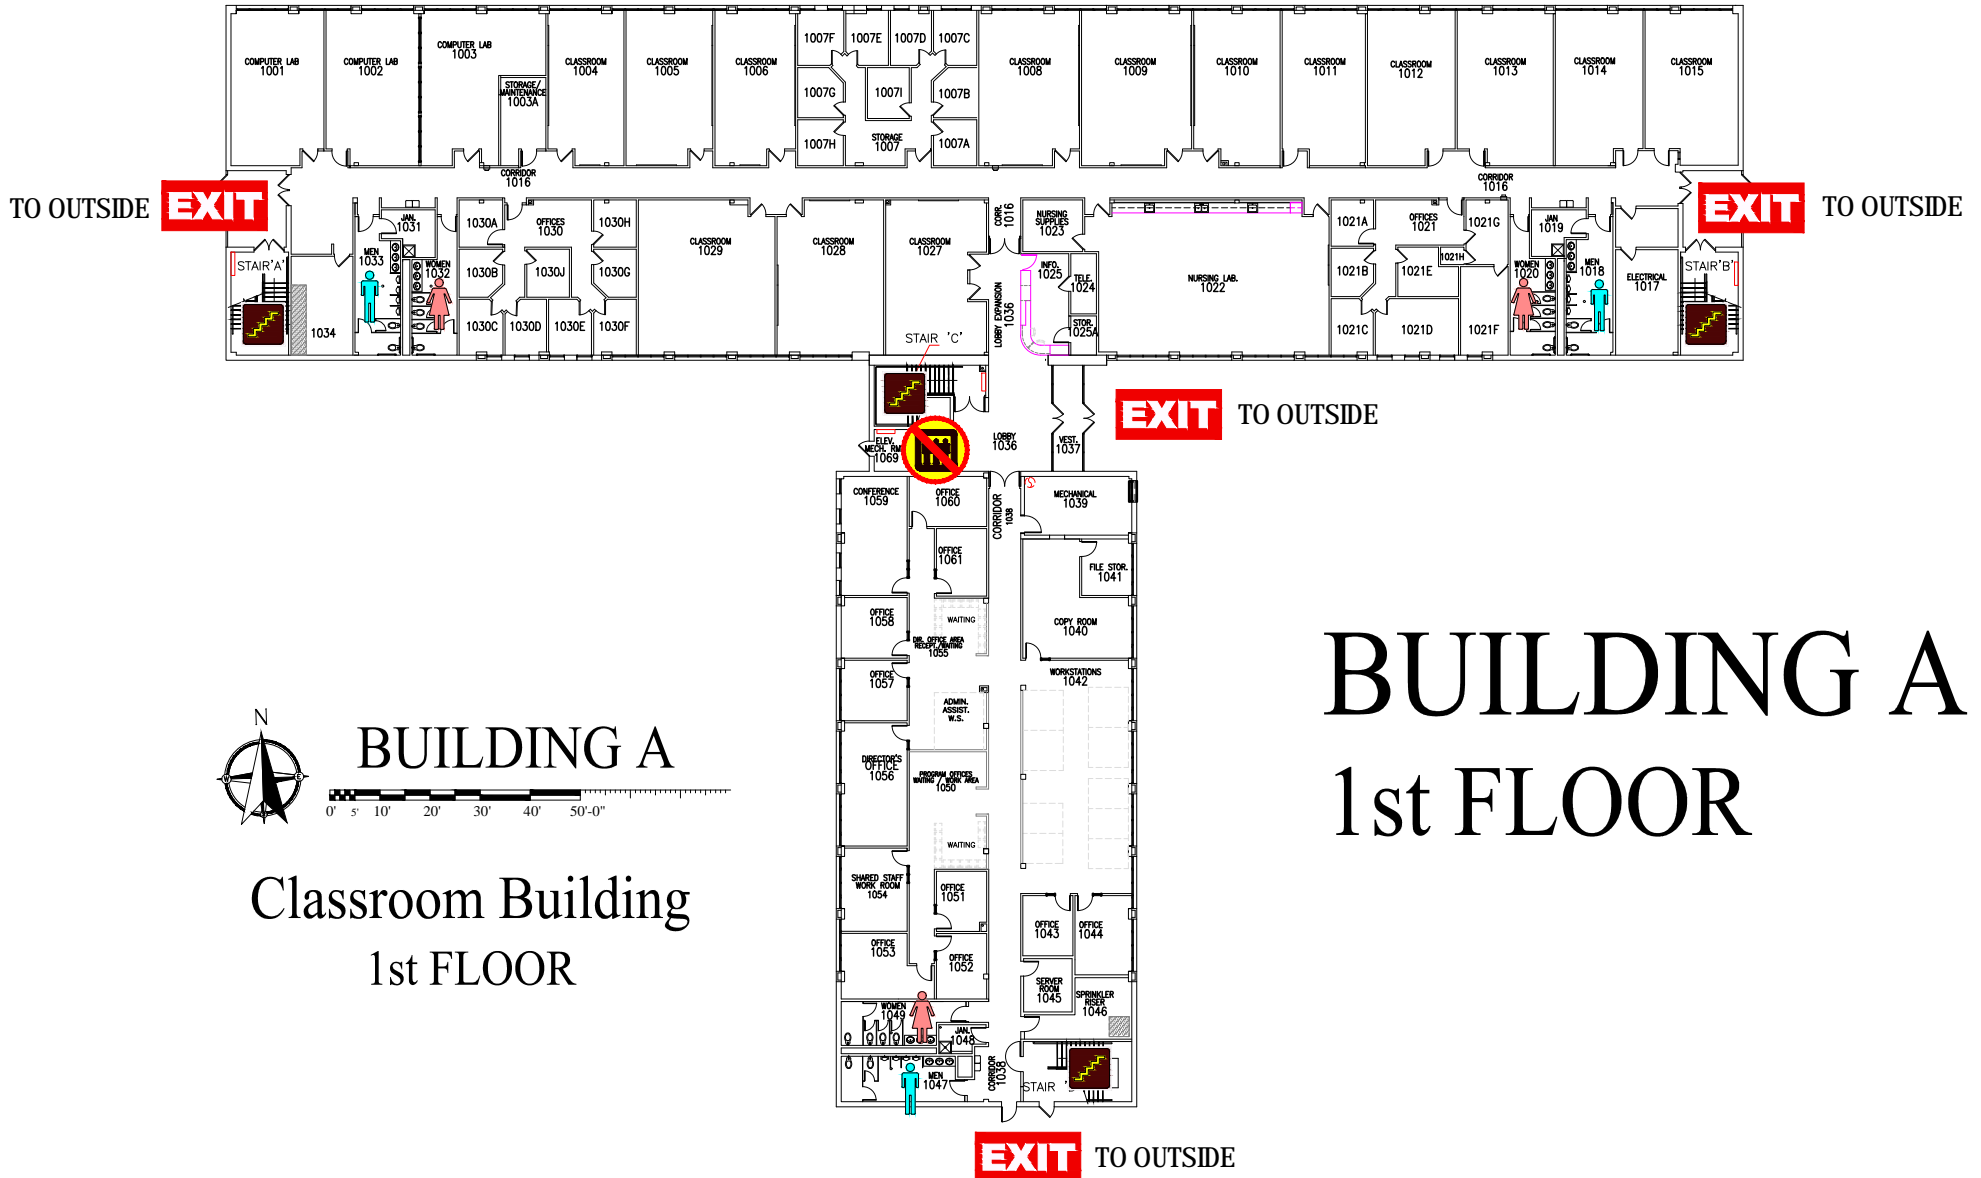 COMPUTER LAB
1001
COMPUTER LAB
1002
COMPUTER LAB
1003
STORAGE/
MAINTENANCE
1003A
CLASSROOM
1004
CLASSROOM
1005
CLASSROOM
1006
1007F
1007E
1007D
1007C
1007G
1007I
1007B
1007H
STORAGE
1007
1007A
CLASSROOM
1008
CLASSROOM
1009
CLASSROOM
1010
CLASSROOM
1011
CLASSROOM
1012
CLASSROOM
1013
CLASSROOM
1014
CLASSROOM
1015
CORRIDOR
1016
CORRIDOR
1016
TO OUTSIDE
EXIT
EXIT
TO OUTSIDE
STAIR'A'
1034
MEN
1033
JAN.
1031
WOMEN
1032
1030A
OFFICES
1030
1030H
1030B
1030J
1030G
1030C
1030D
1030E
1030F
CLASSROOM
1029
CLASSROOM
1028
CLASSROOM
1027
CORR.
1016
NURSING
SUPPLIES
1023
INFO.
1025
TELE.
1024
STOR.
1025A
LOBBY EXPANSION
1036
NURSING LAB.
1022
1021A
OFFICES
1021
1021G
1021B
1021E
1021H
1021C
1021D
1021F
JAN
1019
WOMEN
1020
MEN
1018
ELECTRICAL
1017
STAIR'B'
STAIR 'C'
EXIT
TO OUTSIDE
ELEV.
MECH. RM
1069
LOBBY
1036
VEST.
1037
CONFERENCE
1059
OFFICE
1060
CORRIDOR
1038
MECHANICAL
1039
OFFICE
1061
FILE STOR.
1041
OFFICE
1058
WAITING
DIR. OFFICE AREA
RECEPT./WAITING
1055
COPY ROOM
1040
OFFICE
1057
WORKSTATIONS
1042
ADMIN.
ASSIST.
W.S.
DIRECTOR'S
OFFICE
1056
PROGRAM OFFICES
WAITING / WORK AREA
1050
WAITING
SHARED STAFF
WORK ROOM
1054
OFFICE
1051
OFFICE
1043
OFFICE
1044
OFFICE
1053
OFFICE
1052
SERVER
ROOM
1045
SPRINKLER
RISER
1046
WOMEN
1049
JAN.
1048
MEN
1047
CORRIDOR
1038
STAIR
EXIT
TO OUTSIDE
N
W
E
BUILDING A
0' 5' 10' 20' 30' 40' 50'-0"
Classroom Building
1st FLOOR
BUILDING A
1st FLOOR